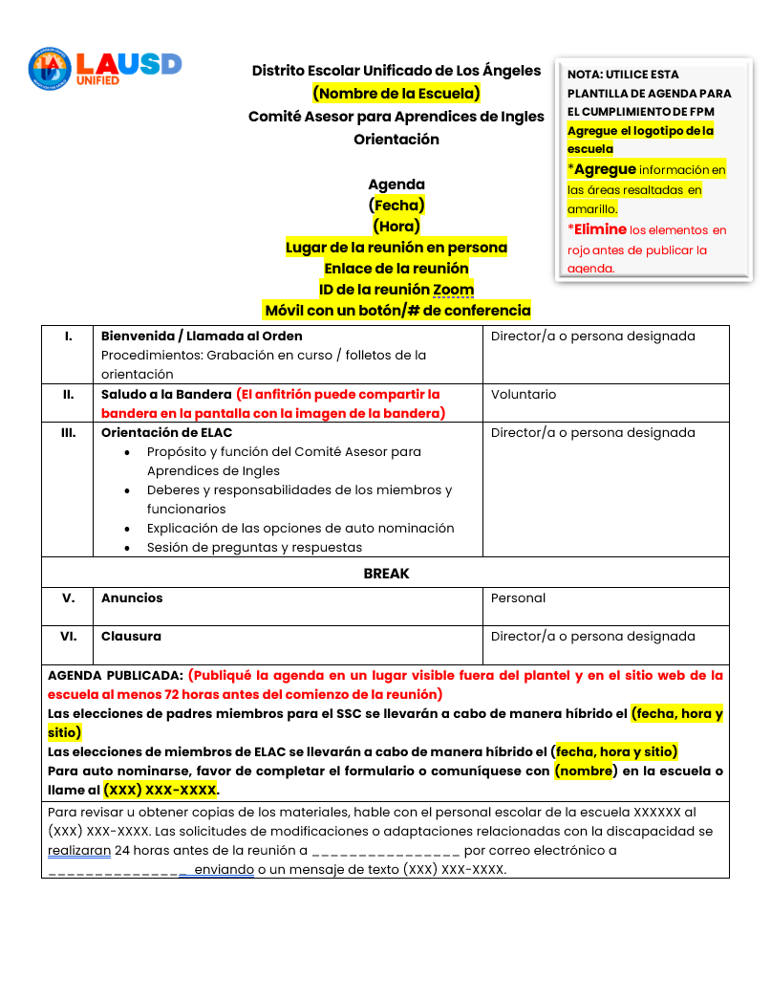 LAUSD
UNIFIED
Distrito Escolar Unificado de Los Ángeles
(Nombre de la Escuela)
Comité Asesor para Aprendices de Ingles
Orientación
Agenda
(Fecha)
(Hora)
Lugar de la reunión en persona
Enlace de la reunión
ID de la reunión Zoom
Móvil con un botón/# de conferencia
NOTA: UTILICE ESTA
PLANTILLA DE AGENDA PARA
EL CUMPLIMIENTO DE FPM
Agregue el logotipo de la
escuela
*Agregue información en
las áreas resaltadas en
amarillo.
*Elimine los elementos en
rojo antes de publicar la
agenda.
I. Bienvenida / Llamada al Orden Director/a o persona designada
Procedimientos: Grabación en curso / folletos de la
orientación
II. Saludo a la Bandera (El anfitrión puede compartir la Voluntario
bandera en la pantalla con la imagen de la bandera)
III. Orientación de ELAC Director/a o persona designada
• Propósito y función del Comité Asesor para
Aprendices de Ingles
• Deberes y responsabilidades de los miembros y
funcionarios
• Explicación de las opciones de auto nominación
• Sesión de preguntas y respuestas
BREAK
V. Anuncios Personal
VI. Clausura Director/a o persona designada
AGENDA PUBLICADA: (Publiqué la agenda en un lugar visible fuera del plantel y en el sitio web de la
escuela al menos 72 horas antes del comienzo de la reunión)
Las elecciones de padres miembros para el SSC se llevarán a cabo de manera híbrido el (fecha, hora y
sitio)
Las elecciones de miembros de ELAC se llevarán a cabo de manera híbrido el (fecha, hora y sitio)
Para auto nominarse, favor de completar el formulario o comuníquese con (nombre) en la escuela o
llame al (XXX) XXX-XXXX.
Para revisar u obtener copias de los materiales, hable con el personal escolar de la escuela XXXXXX al
(XXX) XXX-XXXX. Las solicitudes de modificaciones o adaptaciones relacionadas con la discapacidad se
realizaran 24 horas antes de la reunión a ________________ por correo electrónico a
________________ enviando o un mensaje de texto (XXX) XXX-XXXX.